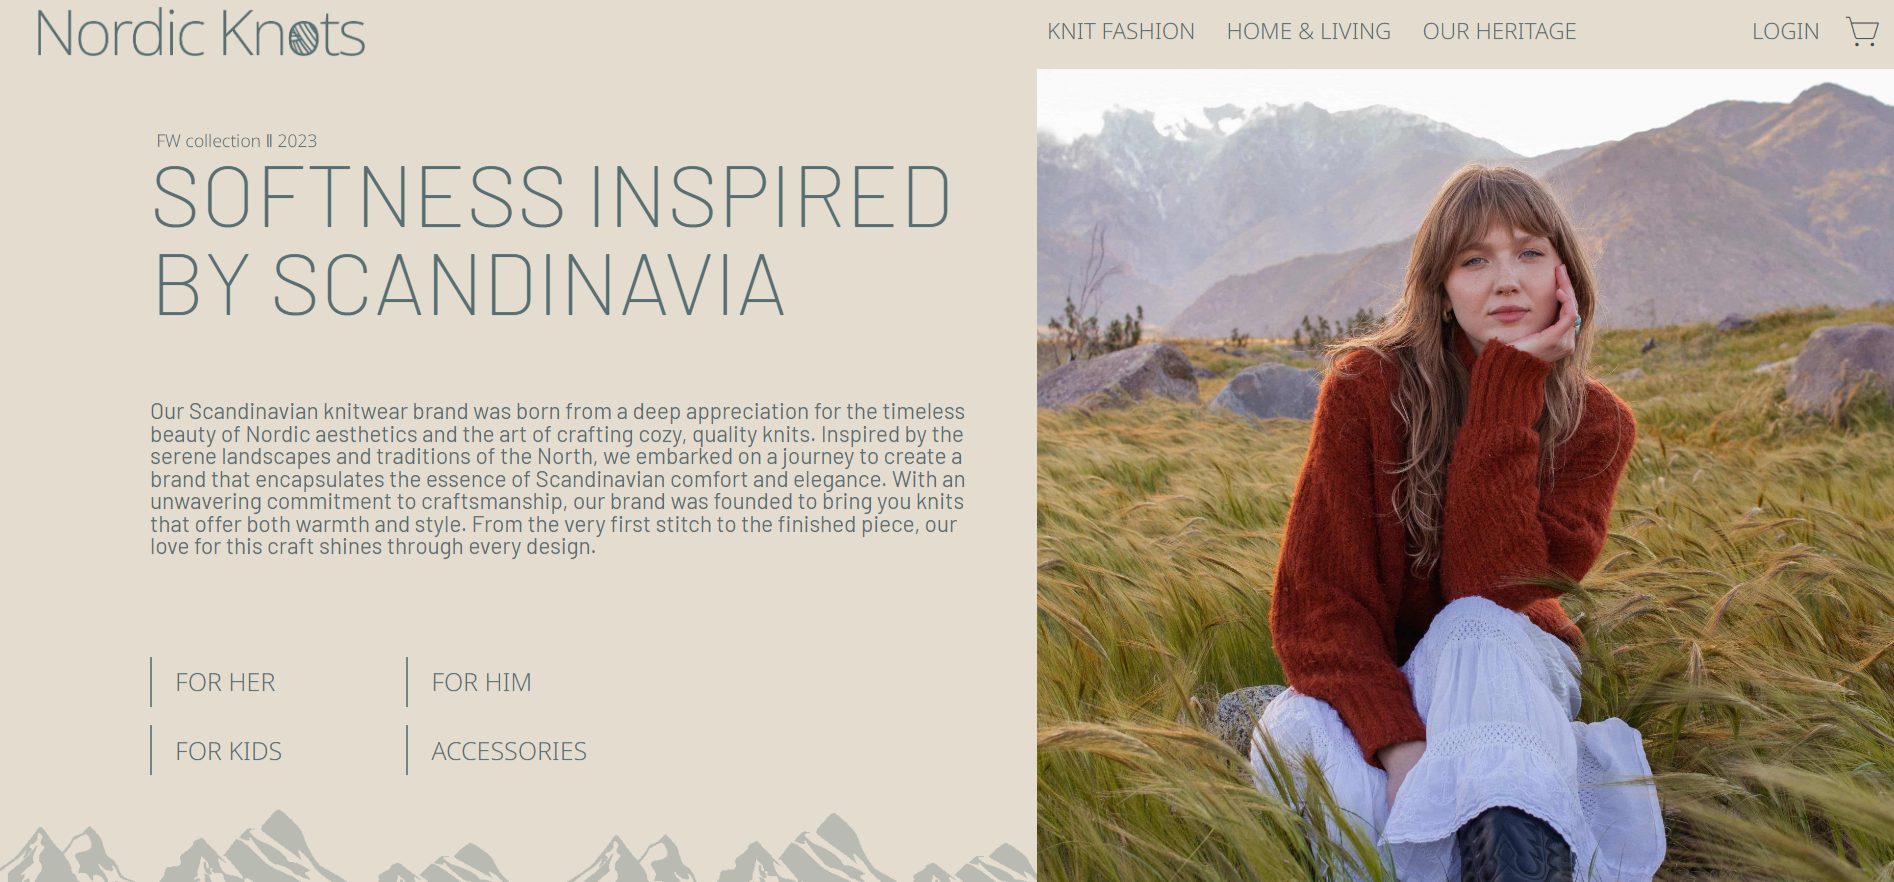 Nordic Knots
KNIT FASHION
HOME & LIVING
OUR HERITAGE
LOGIN
FW collection || 2023
SOFTNESS INSPIRED
BY SCANDINAVIA
Our Scandinavian knitwear brand was born from a deep appreciation for the timeless
beauty of Nordic aesthetics and the art of crafting cozy, quality knits. Inspired by the
serene landscapes and traditions of the North, we embarked on a journey to create a
brand that encapsulates the essence of Scandinavian comfort and elegance. With an
unwavering commitment to craftsmanship, our brand was founded to bring you knits
that offer both warmth and style. From the very first stitch to the finished piece, our
love for this craft shines through every design.
FOR HER
FOR HIM
FOR KIDS
ACCESSORIES